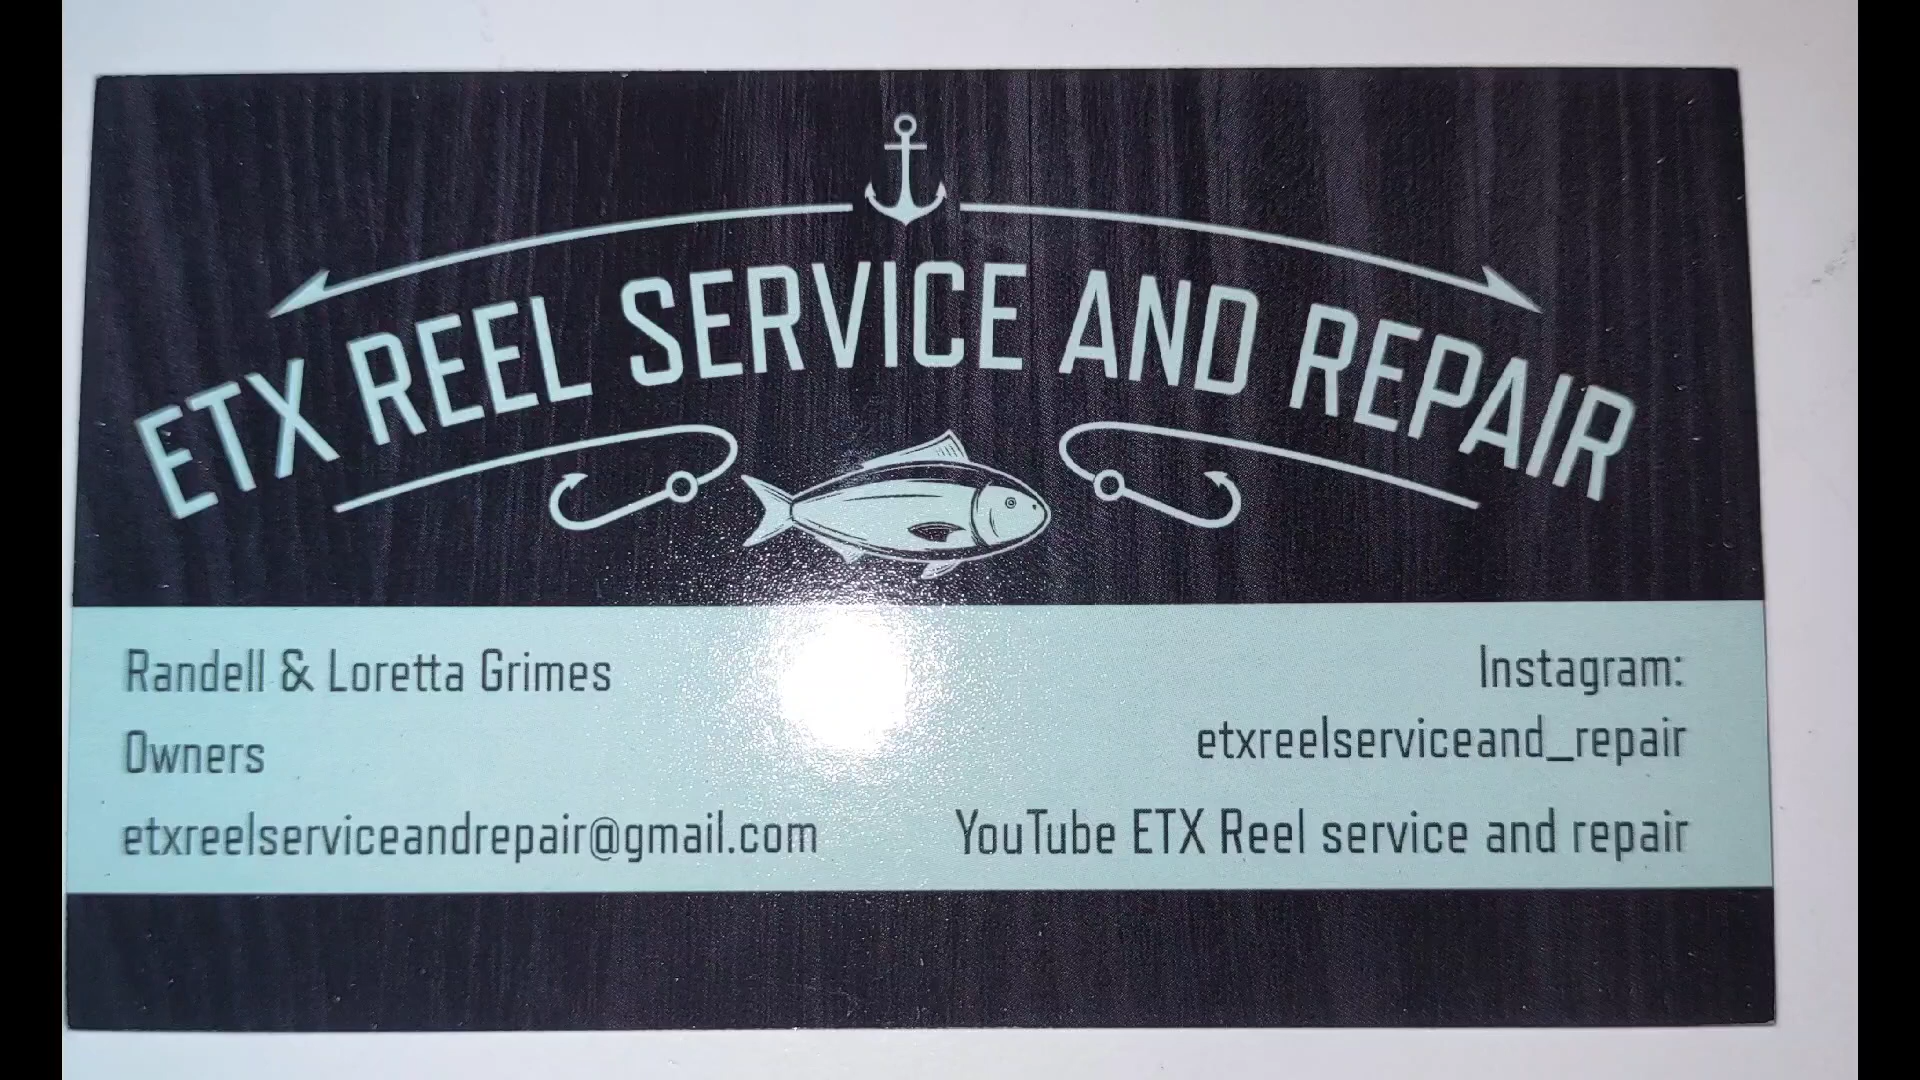 ETX REEL SERVICE AND REPAIR
Randell & Loretta Grimes
Owners
etxreelserviceandrepair@gmail.com
Instagram:
etxreelserviceand_repair
YouTube ETX Reel service and repair